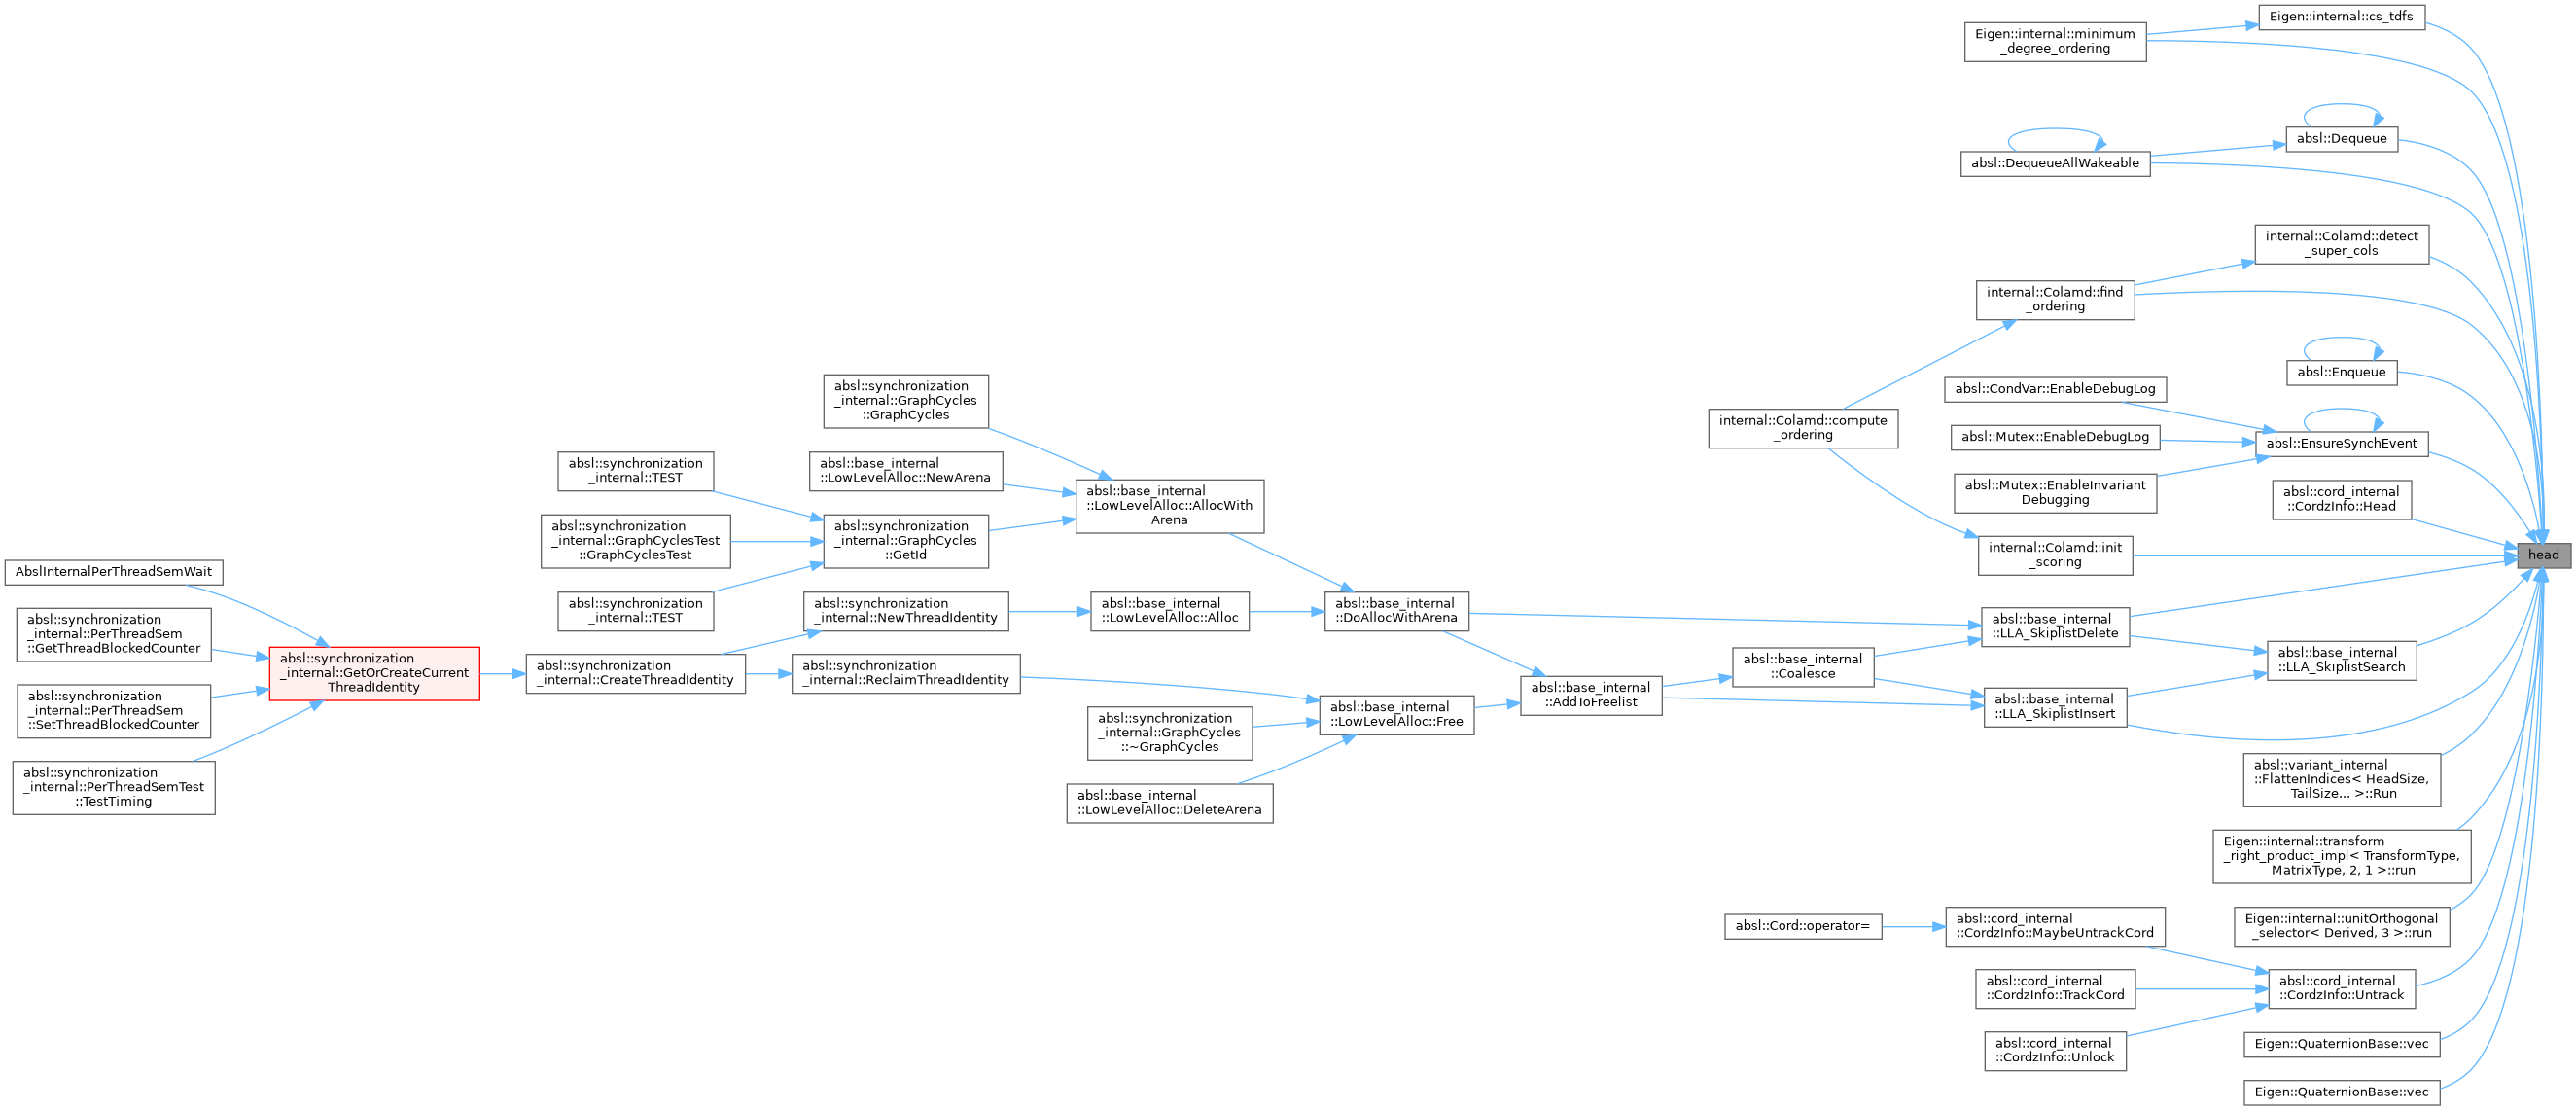 Eigen::internal::cs_tdfs
Eigen::internal::minimum
_degree_ordering
absl::Dequeue
absl::DequeueAllWakeable
internal::Colamd::detect
_super_cols
internal::Colamd::find
_ordering
absl::Enqueue
absl::CondVar::EnableDebugLog
absl::Mutex::EnableDebugLog
absl::EnsureSynchEvent
absl::Mutex::EnableInvariant
Debugging
internal::Colamd::compute
_ordering
absl::cord_internal
::CordzInfo::Head
internal::Colamd::init
_scoring
head
absl::synchronization
_internal::GraphCycles
::GraphCycles
absl::base_internal
::LowLevelAlloc::NewArena
absl::base_internal
::LowLevelAlloc::AllocWith
Arena
absl::synchronization
_internal::TEST
absl::synchronization
_internal::GraphCyclesTest
::GraphCyclesTest
absl::synchronization
_internal::GraphCycles
::GetId
absl::synchronization
_internal::TEST
absl::synchronization
_internal::NewThreadIdentity
absl::base_internal
::LowLevelAlloc::Alloc
absl::base_internal
::DoAllocWithArena
absl::base_internal
::LLA_SkiplistDelete
absl::base_internal
::LLA_SkiplistSearch
absl::base_internal
::Coalesce
absl::base_internal
::LLA_SkiplistInsert
absl::base_internal
::AddToFreelist
absl::base_internal
::LowLevelAlloc::Free
AbslInternalPerThreadSemWait
absl::synchronization
_internal::PerThreadSem
::GetThreadBlockedCounter
absl::synchronization
_internal::GetOrCreateCurrent
ThreadIdentity
absl::synchronization
_internal::CreateThreadIdentity
absl::synchronization
_internal::ReclaimThreadIdentity
absl::synchronization
_internal::PerThreadSem
::SetThreadBlockedCounter
absl::synchronization
_internal::PerThreadSemTest
::TestTiming
absl::synchronization
_internal::GraphCycles
::~GraphCycles
absl::base_internal
::LowLevelAlloc::DeleteArena
absl::variant_internal
::FlattenIndices< HeadSize,
TailSize... >::Run
Eigen::internal::transform
_right_product_impl< TransformType,
MatrixType, 2, 1 >::run
Eigen::internal::unitOrthogonal
_selector< Derived, 3 >::run
absl::Cord::operator=
absl::cord_internal
::CordzInfo::MaybeUntrackCord
absl::cord_internal
::CordzInfo::TrackCord
absl::cord_internal
::CordzInfo::Untrack
absl::cord_internal
::CordzInfo::Unlock
Eigen::QuaternionBase::vec
Eigen::QuaternionBase::vec